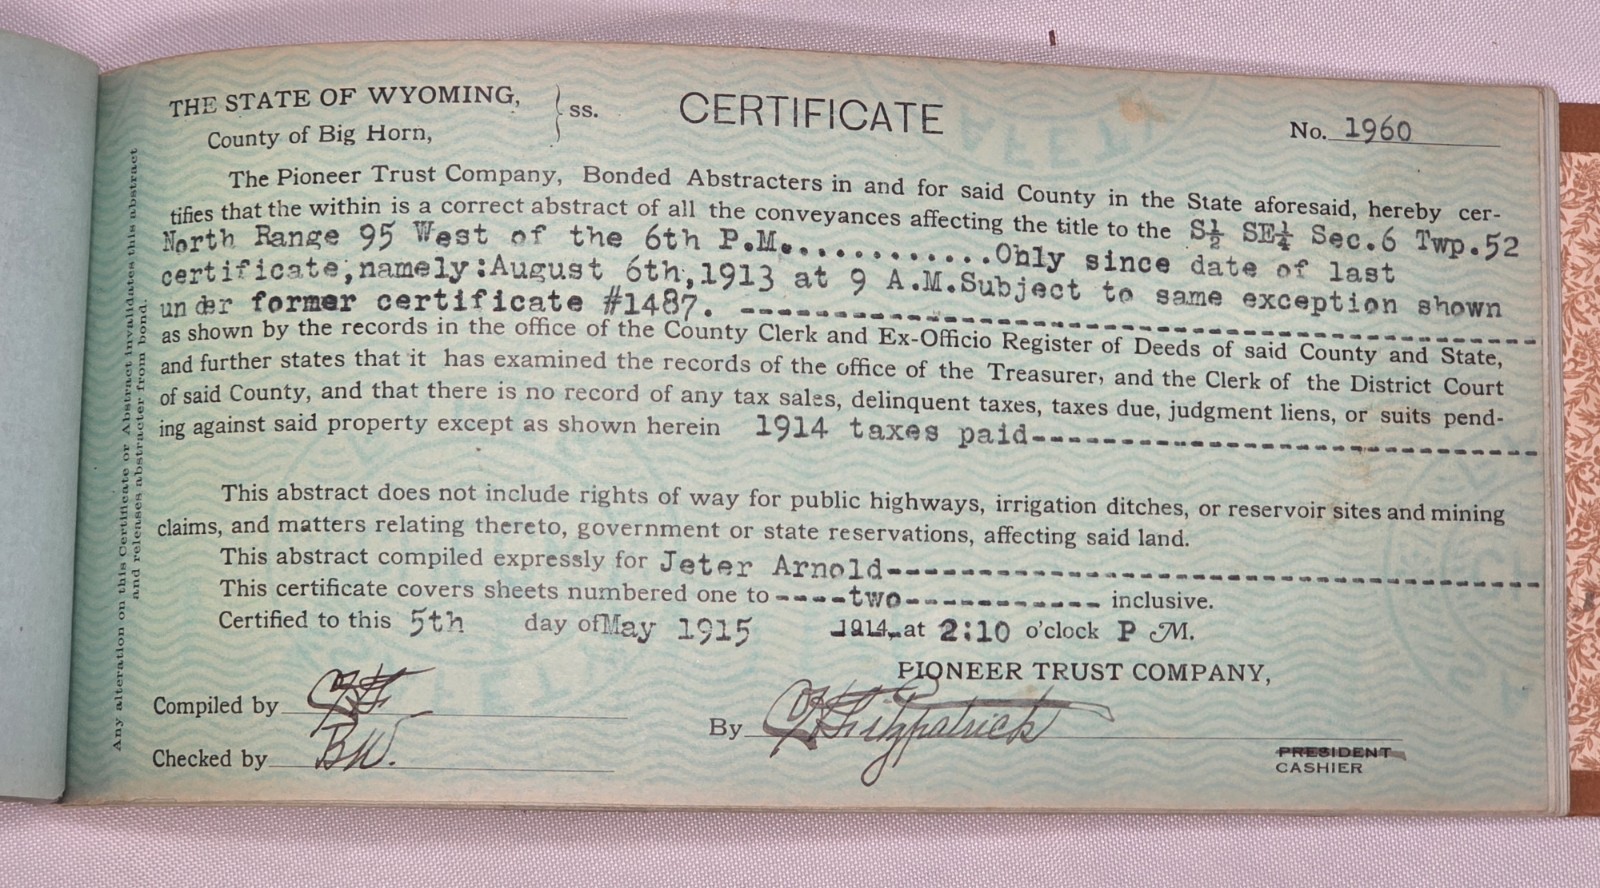 THE STATE OF WYOMING, } ss. CERTIFICATE No. 1960
County of Big Horn,
The Pioneer Trust Company, Bonded Abstracters in and for said County in the State aforesaid, hereby cer-
tifies that the within is a correct abstract of all the conveyances affecting the title to the S½ SE¼ Sec.6 Twp.52
North Range 95 West of the 6th P.M............Only since date of last
certificate,namely:August 6th,1913 at 9 A.M.Subject to same exception shown
under former certificate #1487. --------------------
as shown by the records in the office of the County Clerk and Ex-Officio Register of Deeds of said County and State,
and further states that it has examined the records of the office of the Treasurer, and the Clerk of the District Court
of said County, and that there is no record of any tax sales, delinquent taxes, taxes due, judgment liens, or suits pend-
ing against said property except as shown herein 1914 taxes paid--------------------
This abstract does not include rights of way for public highways, irrigation ditches, or reservoir sites and mining
claims, and matters relating thereto, government or state reservations, affecting said land.
This abstract compiled expressly for Jeter Arnold--------------------
This certificate covers sheets numbered one to ----two------------ inclusive.
Certified to this 5th day of May 1915 1914, at 2:10 o'clock P M.
PIONEER TRUST COMPANY,
Compiled by
By Fitzpatrick
Checked by B.W.
PRESIDENT
CASHIER
Any alteration on this Certificate or Abstract invalidates this abstract
and releases abstracter from bond.
SAFETY